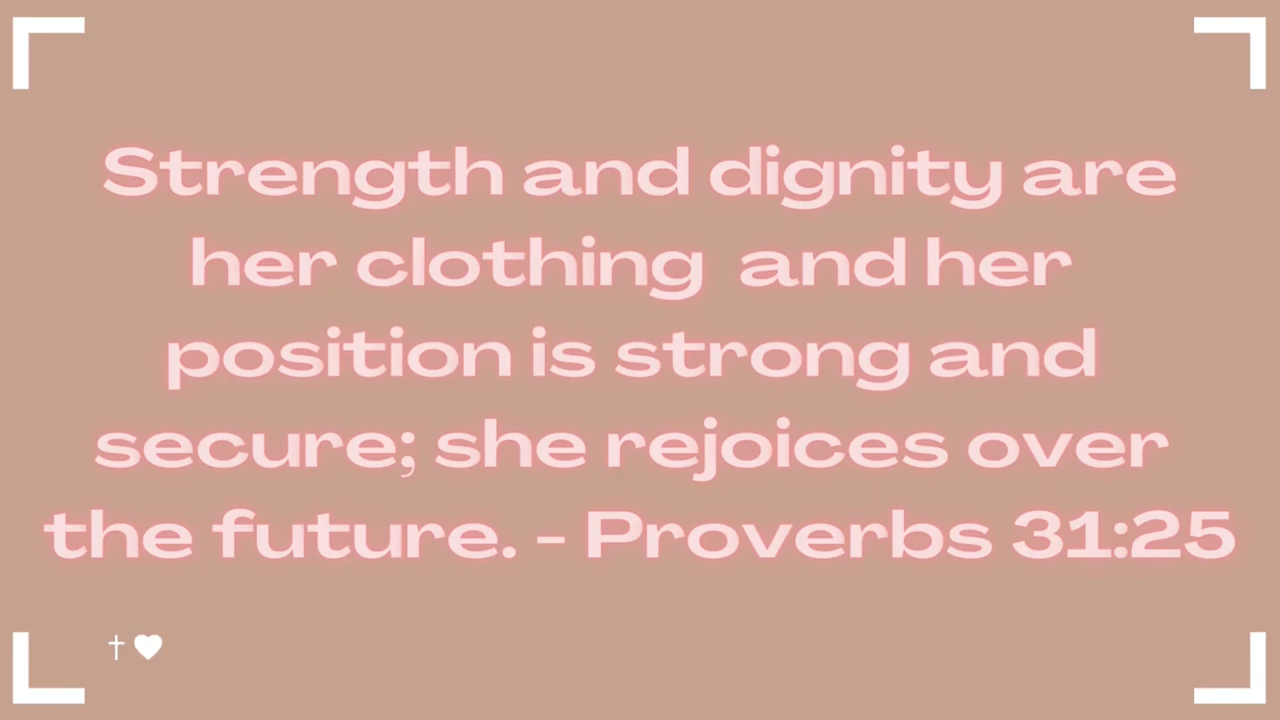 Strength and dignity are
her clothing  and her
position is strong and
secure; she rejoices over
the future. - Proverbs 31:25